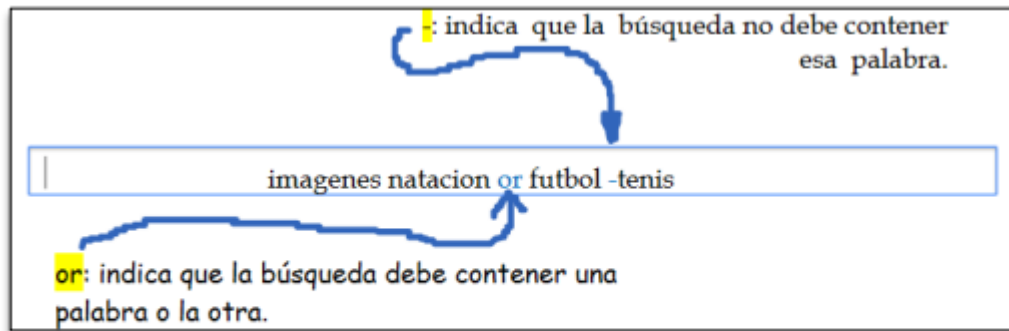 -: indica que la búsqueda no debe contener
esa palabra.
imagenes natacion or futbol -tenis
or: indica que la búsqueda debe contener una
palabra o la otra.